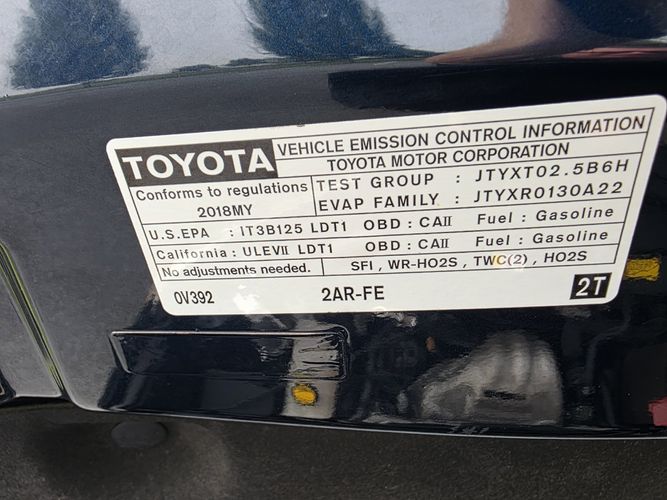 TOYOTA
VEHICLE EMISSION CONTROL INFORMATION
TOYOTA MOTOR CORPORATION
Conforms to regulations
2018MY
TEST GROUP : JTYXT02.5B6H
EVAP FAMILY : JTYXR0130A22
U.S.EPA : IT3B125 LDT1 OBD : CAII Fuel : Gasoline
California : ULEVII LDT1 OBD : CAII Fuel : Gasoline
No adjustments needed. SFI , WR-HO2S , TWC(2) , HO2S
0V392 2AR-FE 2T